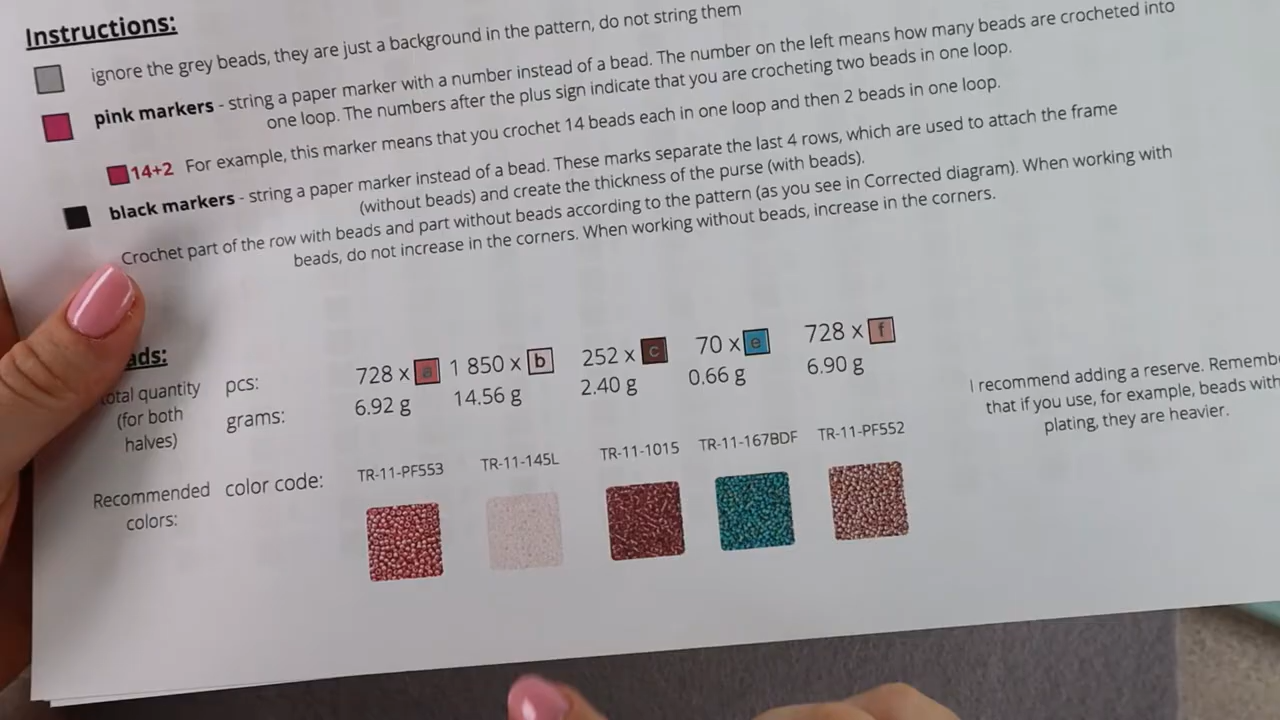 Instructions:
ignore the grey beads, they are just a background in the pattern, do not string them
pink markers - string a paper marker with a number instead of a bead. The number on the left means how many beads are crocheted into
one loop. The numbers after the plus sign indicate that you are crocheting two beads in one loop.
14+2 For example, this marker means that you crochet 14 beads each in one loop and then 2 beads in one loop.
black markers - string a paper marker instead of a bead. These marks separate the last 4 rows, which are used to attach the frame
(without beads) and create the thickness of the purse (with beads).
Crochet part of the row with beads and part without beads according to the pattern (as you see in Corrected diagram). When working with
beads, do not increase in the corners. When working without beads, increase in the corners.
ads:
total quantity
(for both
halves)
pcs:
728 x a 1 850 x b 252 x c 70 x e 728 x f
grams:
6.92 g 14.56 g 2.40 g 0.66 g 6.90 g
I recommend adding a reserve. Rememb
that if you use, for example, beads with
plating, they are heavier.
Recommended
colors:
color code:
TR-11-PF553 TR-11-145L TR-11-1015 TR-11-167BDF TR-11-PF552